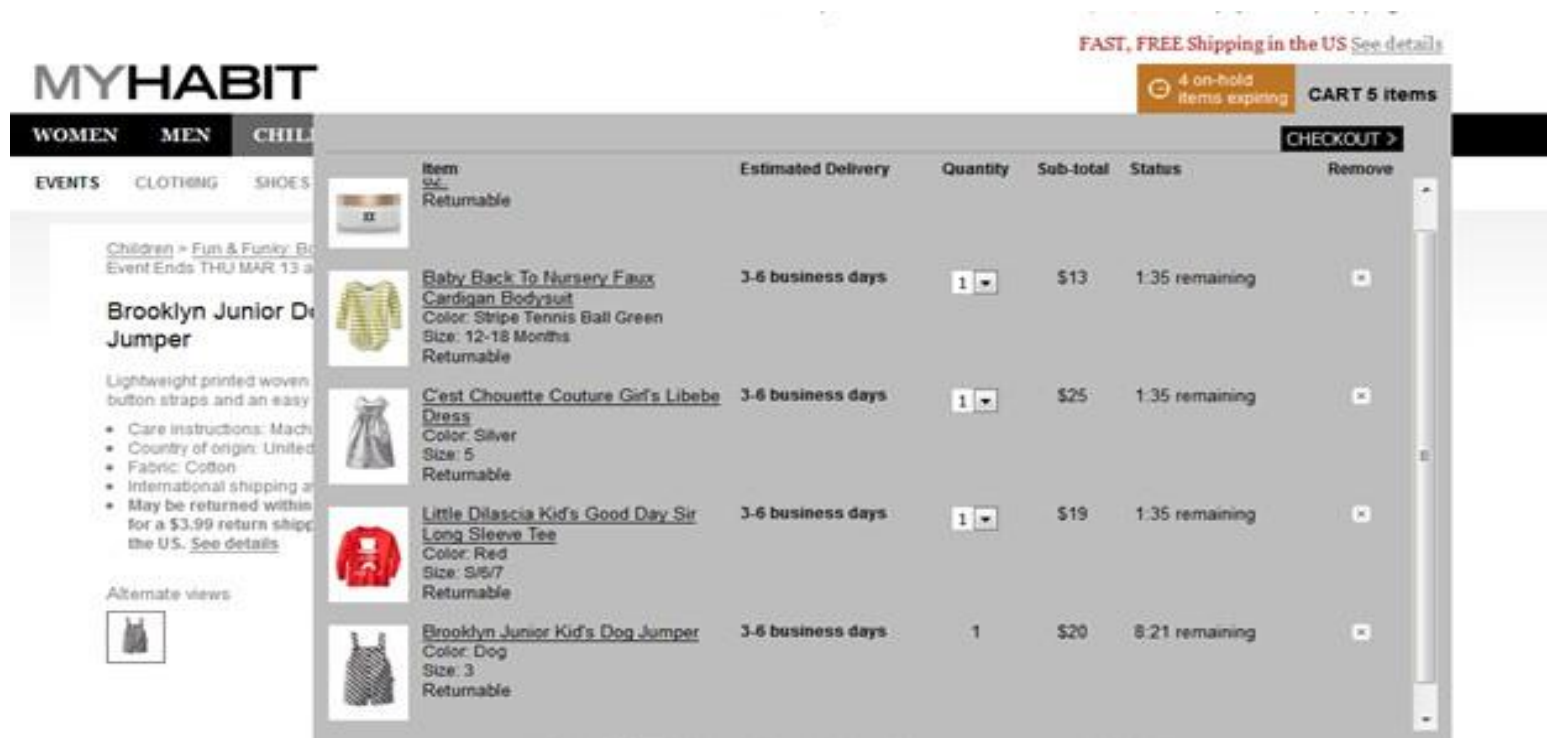 FAST, FREE Shipping in the US See details
MYHABIT
4 on-hold
items expiring
CART 5 items
WOMEN MEN CHIL
CHECKOUT >
EVENTS CLOTHING SHOES
Item Estimated Delivery Quantity Sub-total Status Remove
oz.
Returnable
Children > Fun & Funky: Bo
Event Ends THU MAR 13 a
Brooklyn Junior Do
Jumper
Lightweight printed woven
button straps and an easy
• Care instructions: Mach
• Country of origin: United
• Fabric: Cotton
• International shipping a
• May be returned within
for a $3.99 return shipp
the US. See details
Alternate views
Baby Back To Nursery Faux 3-6 business days 1 $13 1:35 remaining
Cardigan Bodysuit
Color: Stripe Tennis Ball Green
Size: 12-18 Months
Returnable
C'est Chouette Couture Girl's Libebe 3-6 business days 1 $25 1:35 remaining
Dress
Color: Silver
Size: 5
Returnable
Little Dilascia Kid's Good Day Sir 3-6 business days 1 $19 1:35 remaining
Long Sleeve Tee
Color: Red
Size: S/6/7
Returnable
Brooklyn Junior Kid's Dog Jumper 3-6 business days 1 $20 8:21 remaining
Color: Dog
Size: 3
Returnable